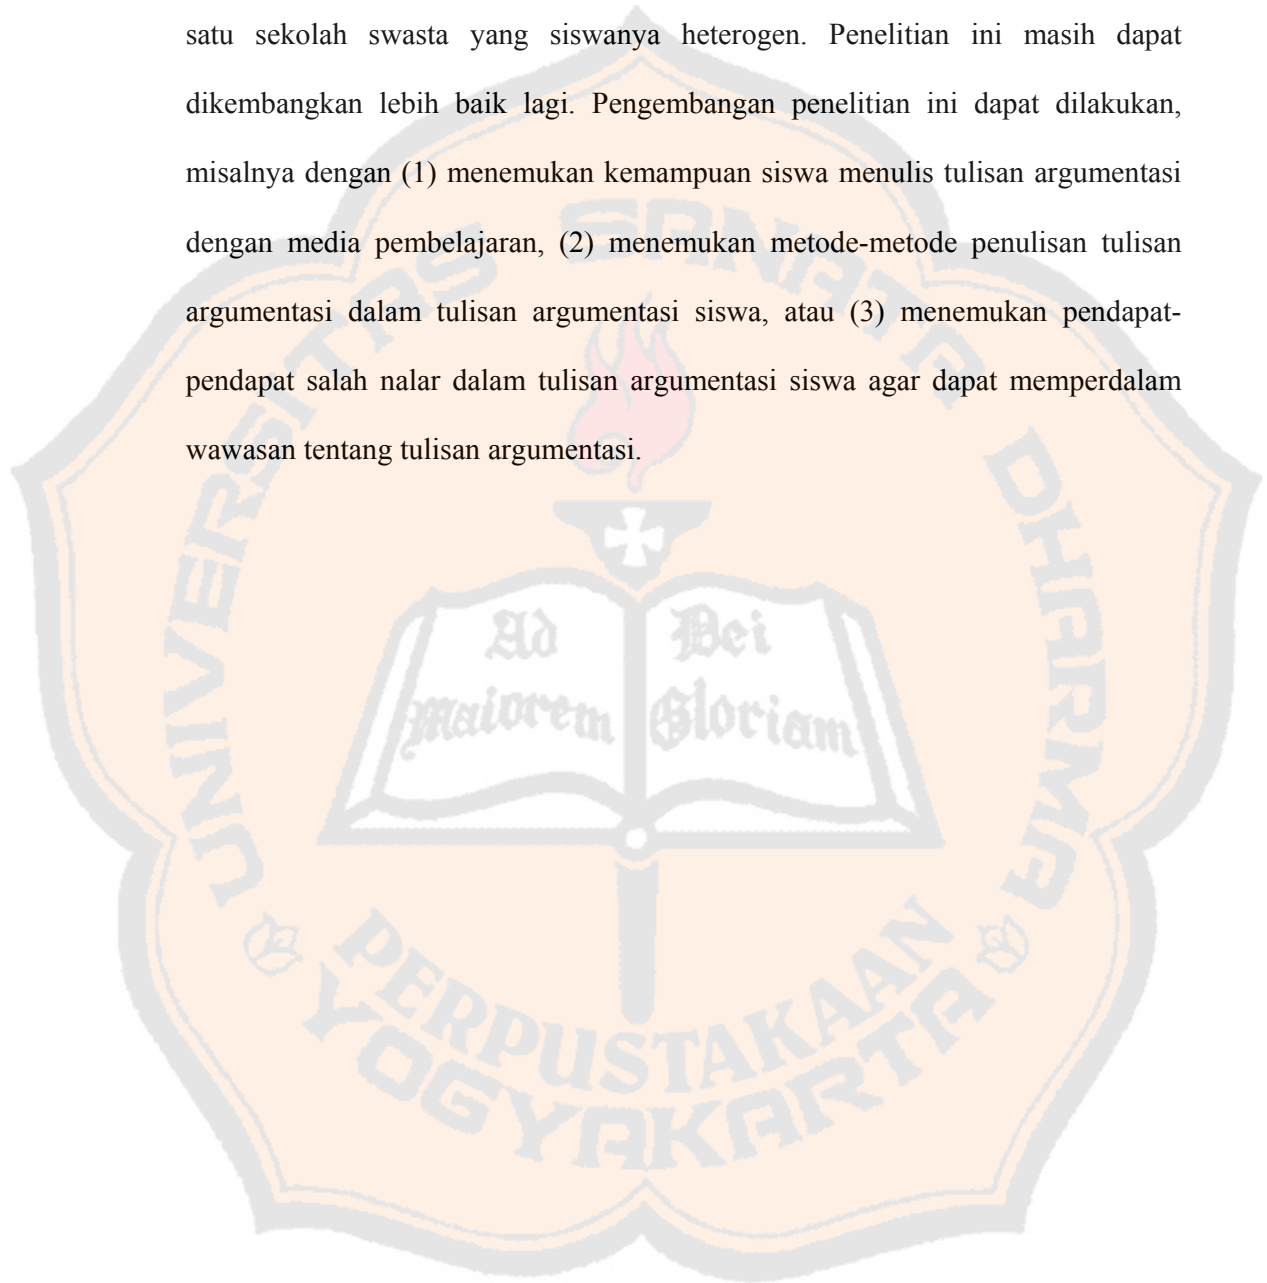 satu sekolah swasta yang siswanya heterogen. Penelitian ini masih dapat
dikembangkan lebih baik lagi. Pengembangan penelitian ini dapat dilakukan,
misalnya dengan (1) menemukan kemampuan siswa menulis tulisan argumentasi
dengan media pembelajaran, (2) menemukan metode-metode penulisan tulisan
argumentasi dalam tulisan argumentasi siswa, atau (3) menemukan pendapat-
pendapat salah nalar dalam tulisan argumentasi siswa agar dapat memperdalam
wawasan tentang tulisan argumentasi.
UNIVERSITAS SANATA DHARMA
Ad Dei
maiorem Gloriam
PERPUSTAKAAN
YOGYAKARTA